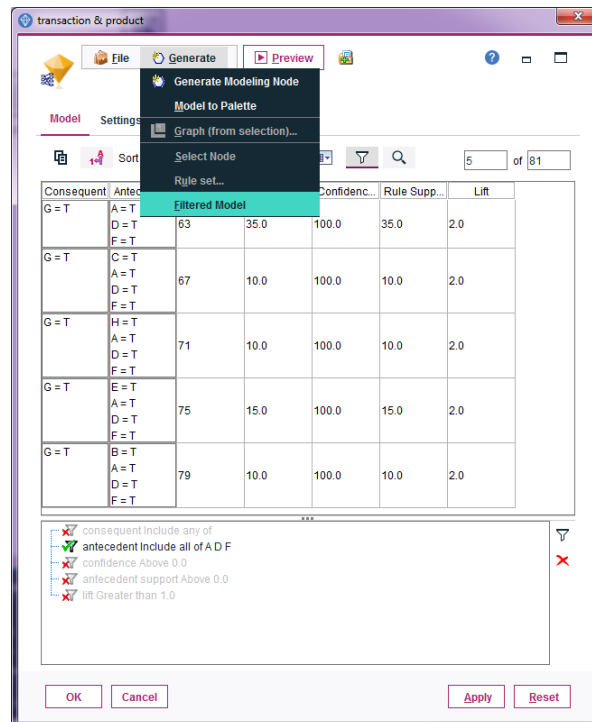 transaction & product
File
Generate
Preview
Generate Modeling Node
Model to Palette
Graph (from selection)...
Select Node
Rule set...
Filtered Model
Model
Settings
Sort
5 of 81
Consequent
Confidenc...
Rule Supp...
Lift
G = T
A = T
D = T
F = T
63
35.0
100.0
35.0
2.0
G = T
C = T
A = T
D = T
F = T
67
10.0
100.0
10.0
2.0
G = T
H = T
A = T
D = T
F = T
71
10.0
100.0
10.0
2.0
G = T
E = T
A = T
D = T
F = T
75
15.0
100.0
15.0
2.0
G = T
B = T
A = T
D = T
F = T
79
10.0
100.0
10.0
2.0
consequent Include any of
antecedent Include all of A D F
confidence Above 0.0
antecedent support Above 0.0
lift Greater than 1.0
OK
Cancel
Apply
Reset